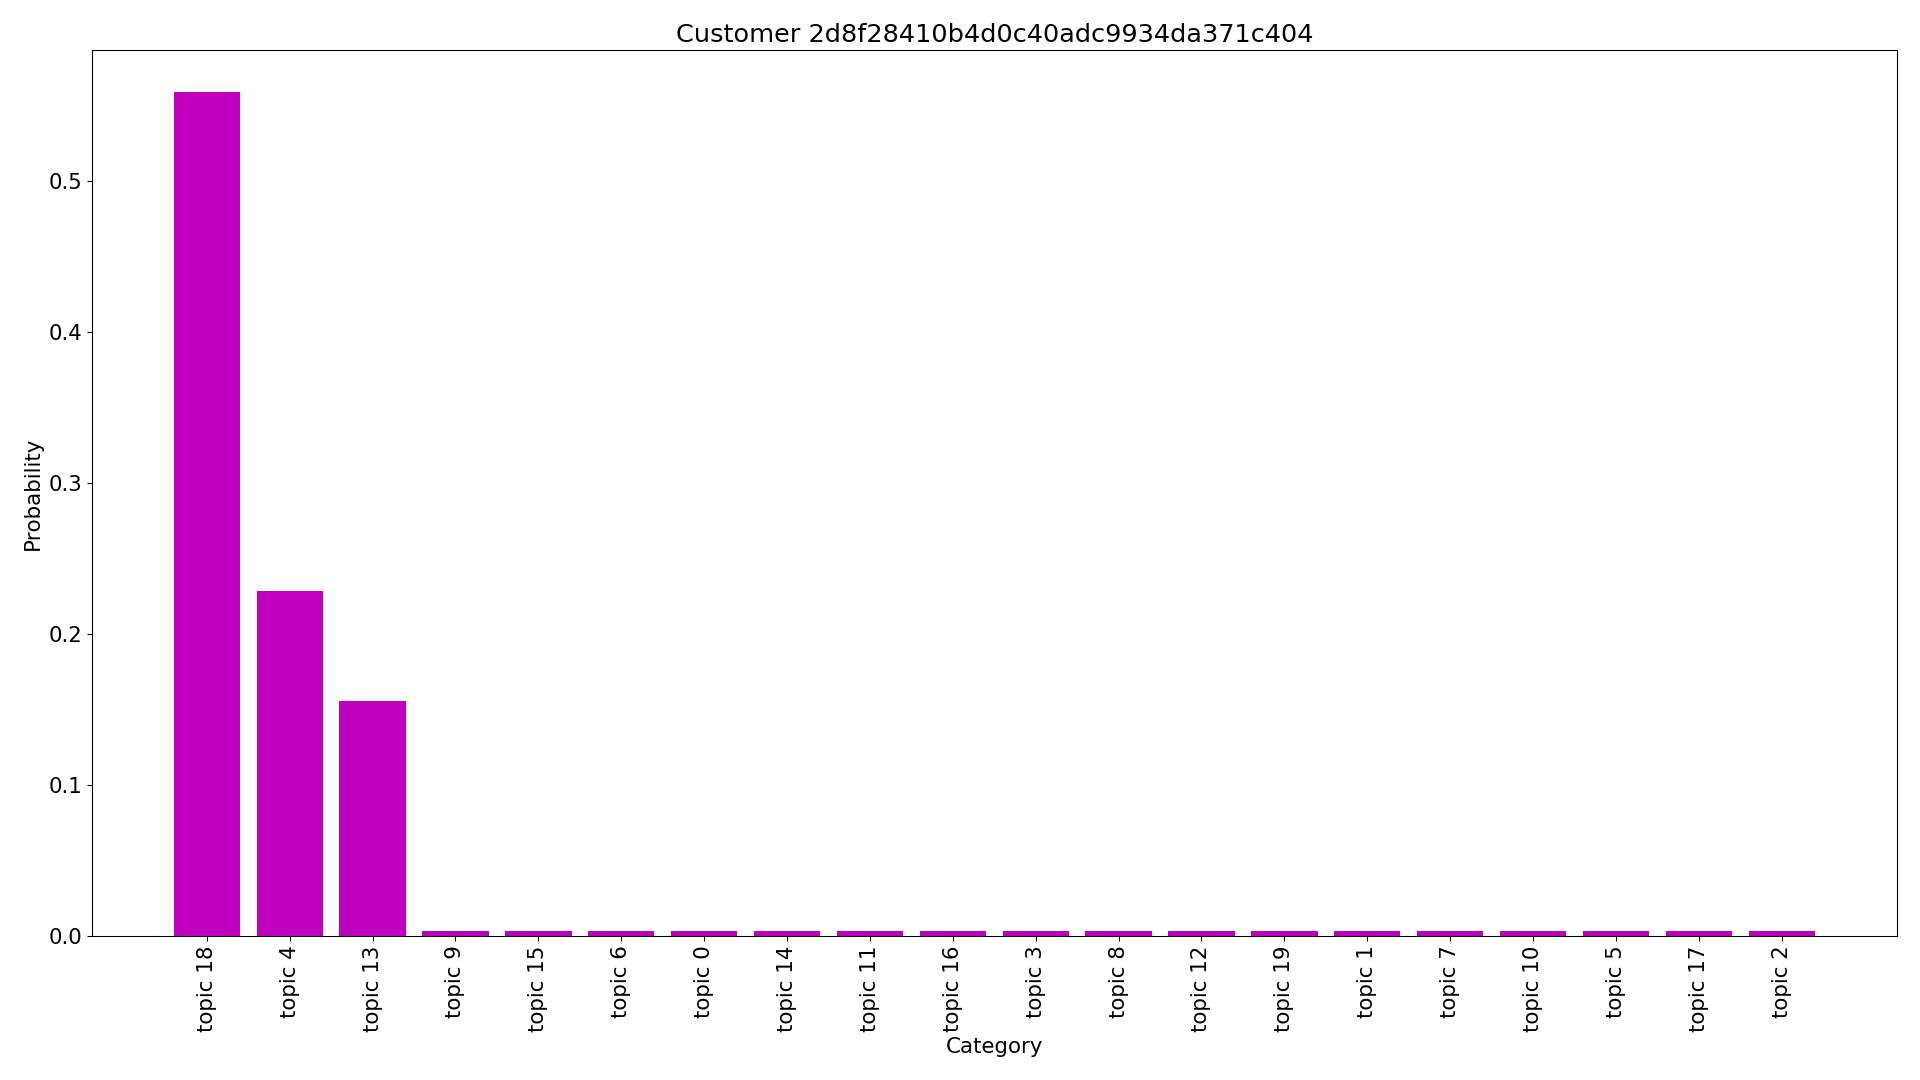 Customer 2d8f28410b4d0c40adc9934da371c404
Probability
0.5
0.4
0.3
0.2
0.1
0.0
topic 18
topic 4
topic 13
topic 9
topic 15
topic 6
topic 0
topic 14
topic 11
topic 16
topic 3
topic 8
topic 12
topic 19
topic 1
topic 7
topic 10
topic 5
topic 17
topic 2
Category